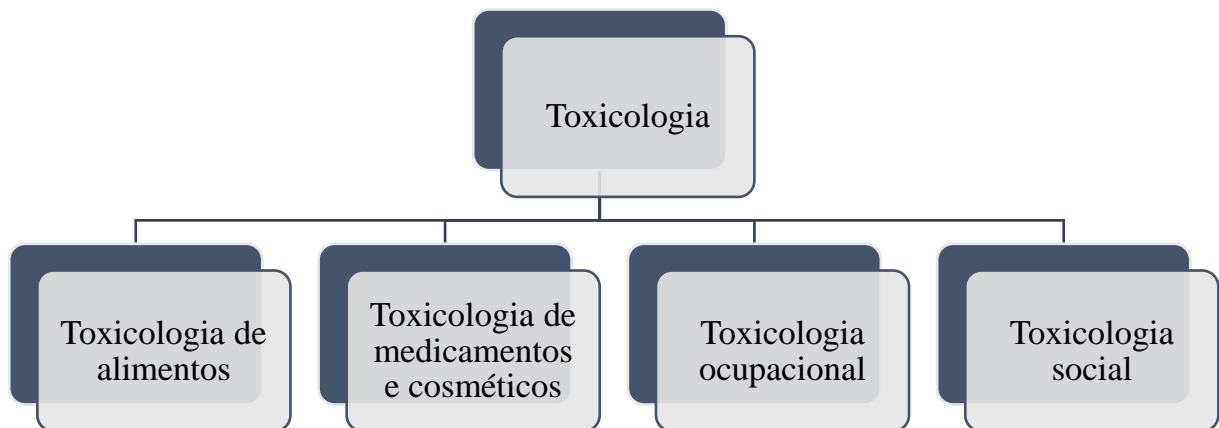 Toxicologia
Toxicologia de
alimentos
Toxicologia de
medicamentos
e cosméticos
Toxicologia
ocupacional
Toxicologia
social